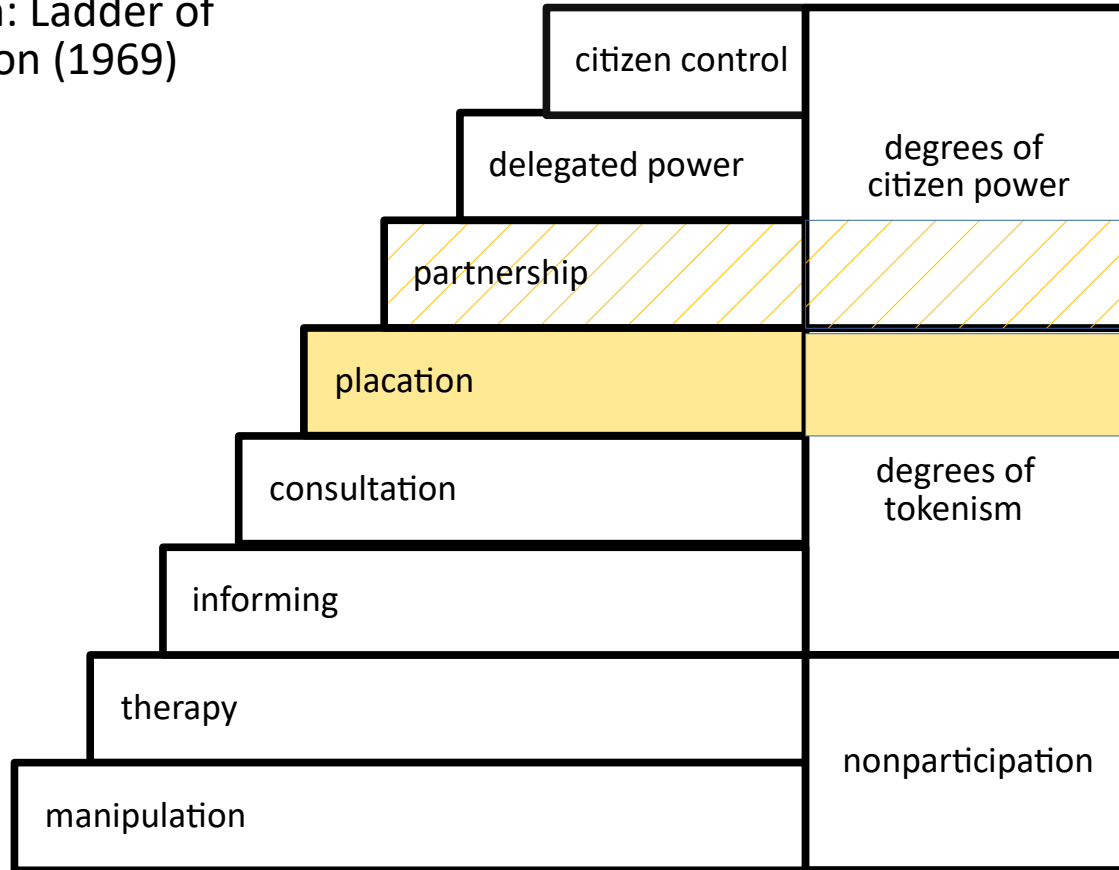 : Ladder of
on (1969)
citizen control
delegated power
degrees of
citizen power
partnership
placation
consultation
degrees of
tokenism
informing
therapy
nonparticipation
manipulation